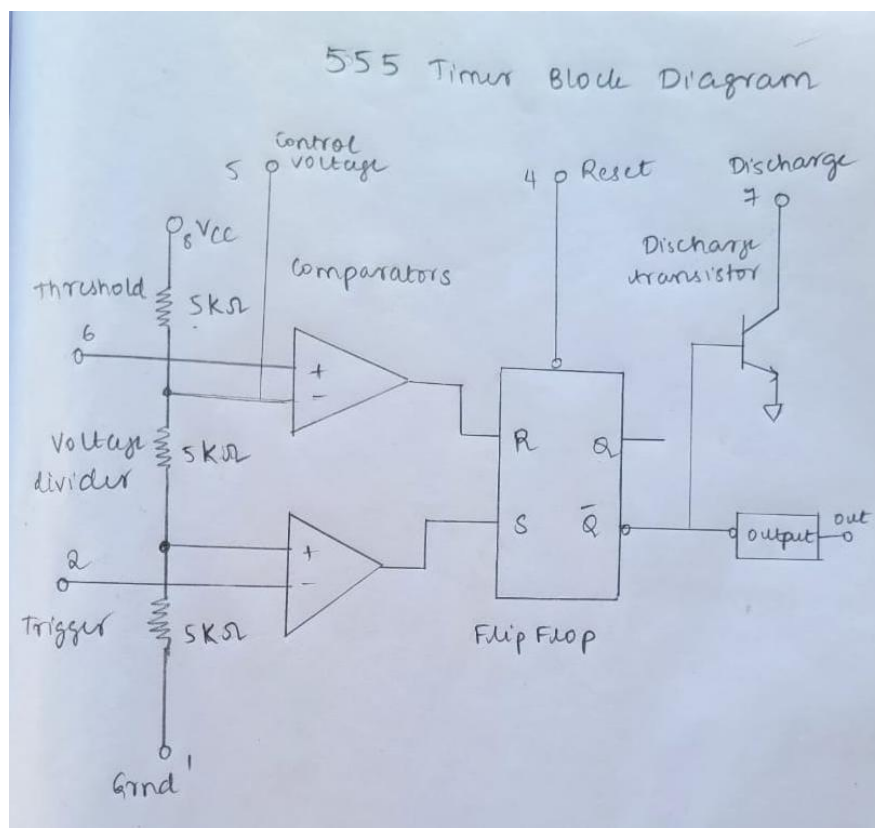 555 Timer Block Diagram
Control
5 voltage
4 Reset
Discharge
7
8 Vcc
Discharge
transistor
Comparators
Threshold
5KΩ
6
+
-
R Q
Voltage
divider
5KΩ
S Q̄
+
-
output
out
2
Trigger
5KΩ
Flip Flop
1
Grnd